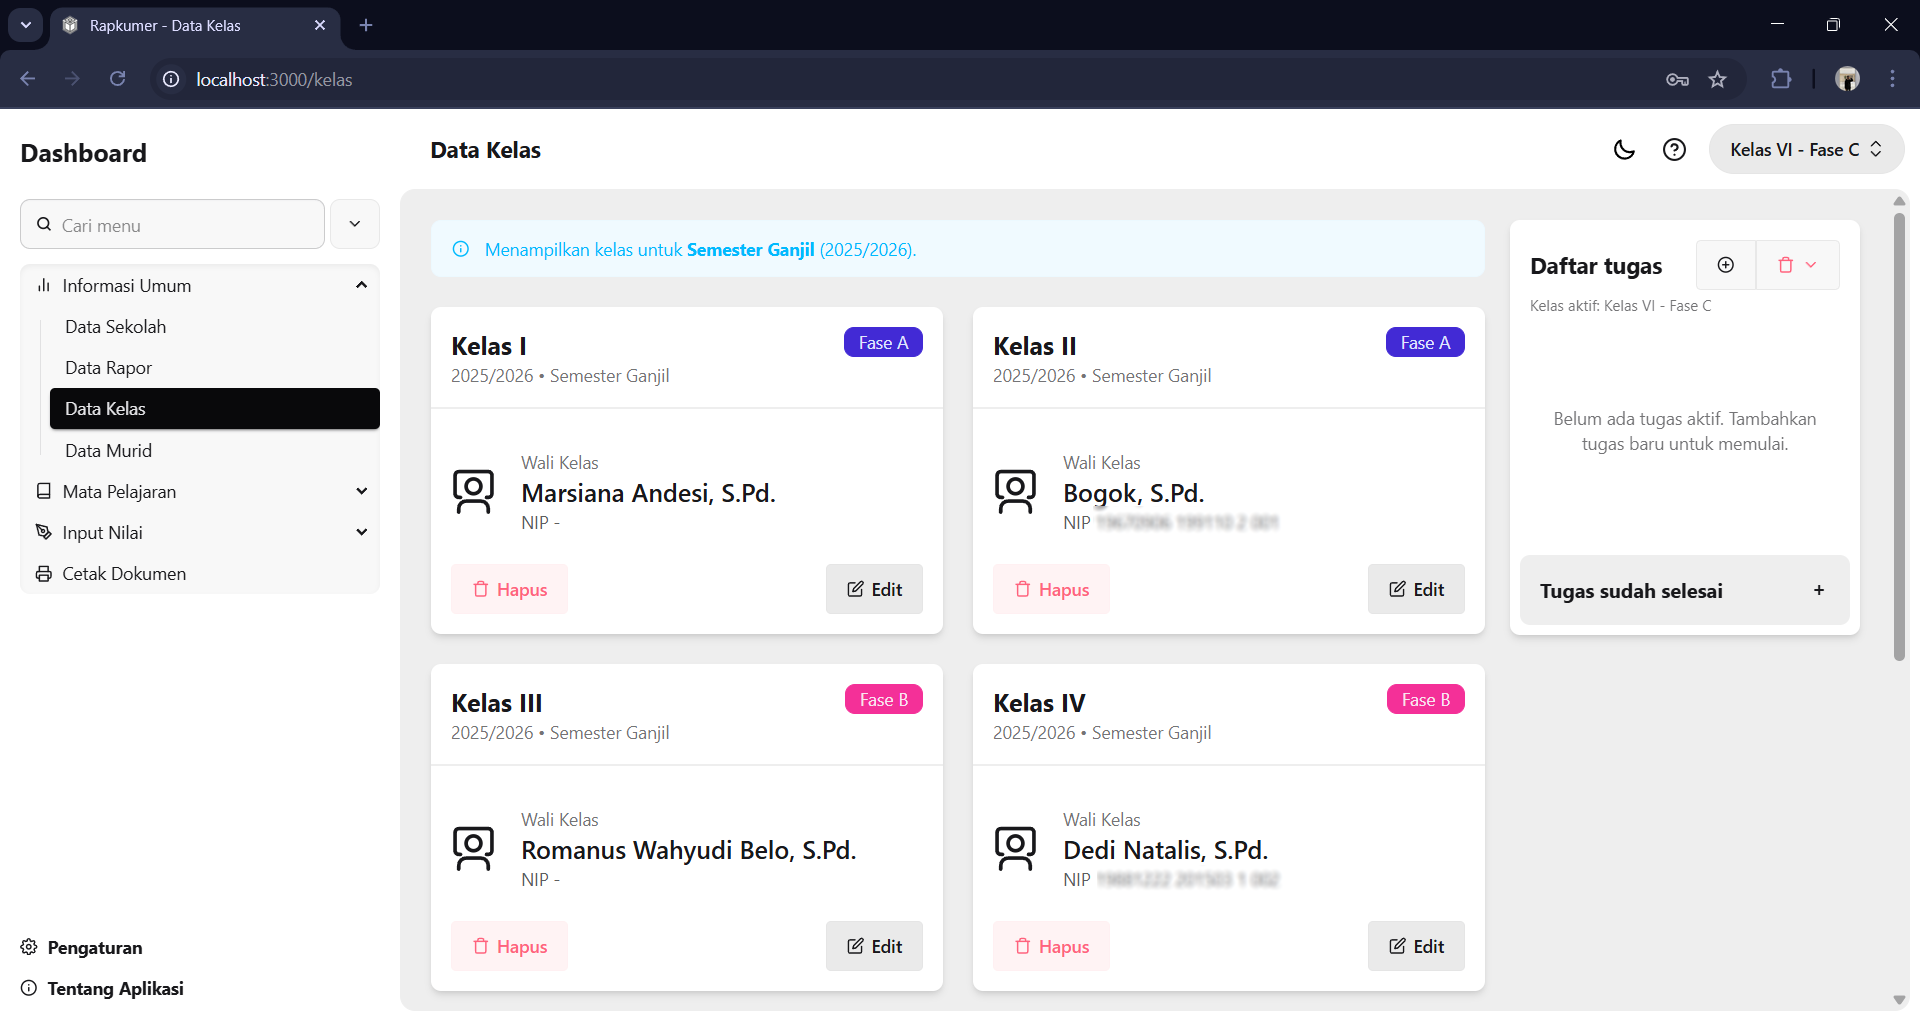 Rapkumer - Data Kelas
localhost:3000/kelas
Dashboard
Data Kelas
Kelas VI - Fase C
Cari menu
Informasi Umum
Data Sekolah
Data Rapor
Data Kelas
Data Murid
Mata Pelajaran
Input Nilai
Cetak Dokumen
Pengaturan
Tentang Aplikasi
Menampilkan kelas untuk Semester Ganjil (2025/2026).
Kelas I
Fase A
2025/2026 • Semester Ganjil
Wali Kelas
Marsiana Andesi, S.Pd.
NIP -
Hapus
Edit
Kelas II
Fase A
2025/2026 • Semester Ganjil
Wali Kelas
Bogok, S.Pd.
NIP
Hapus
Edit
Kelas III
Fase B
2025/2026 • Semester Ganjil
Wali Kelas
Romanus Wahyudi Belo, S.Pd.
NIP -
Hapus
Edit
Kelas IV
Fase B
2025/2026 • Semester Ganjil
Wali Kelas
Dedi Natalis, S.Pd.
NIP
Hapus
Edit
Daftar tugas
Kelas aktif: Kelas VI - Fase C
Belum ada tugas aktif. Tambahkan
tugas baru untuk memulai.
Tugas sudah selesai +